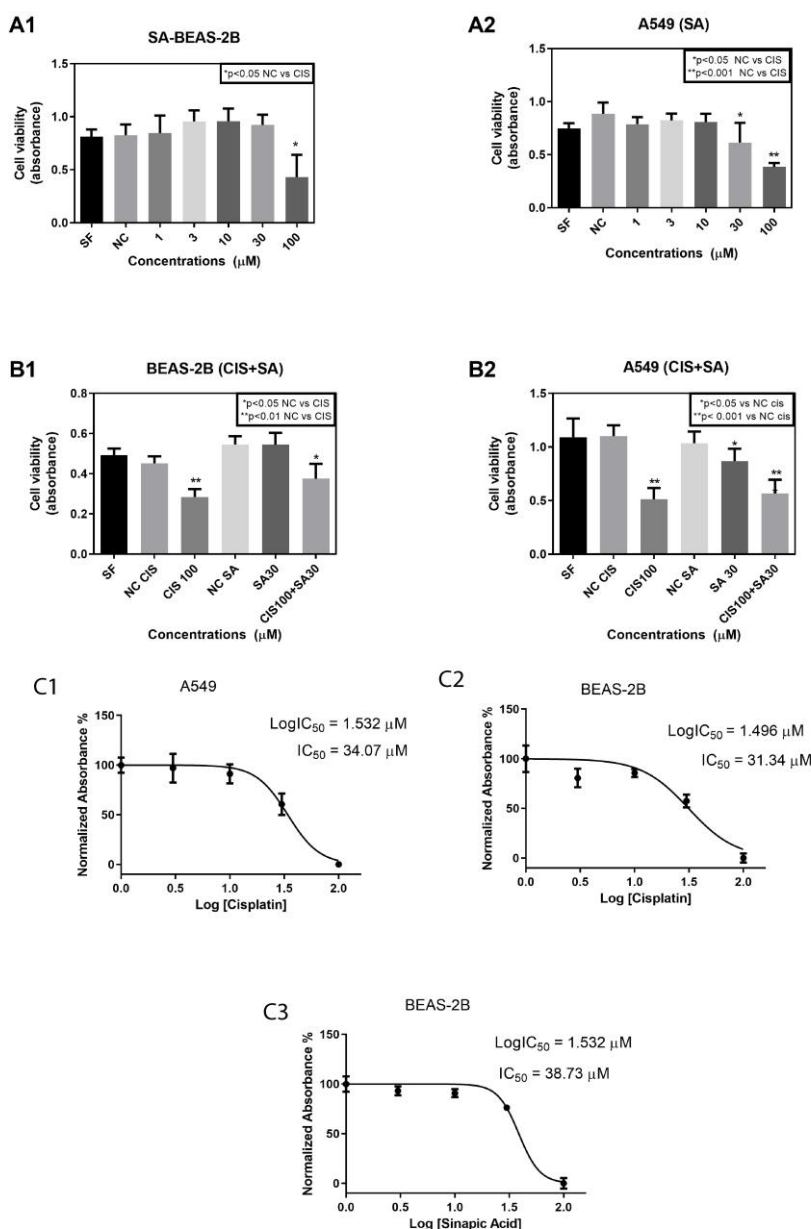 A1
SA-BEAS-2B
*p<0.05 NC vs CIS
Cell viability
(absorbance)
1.5
1.0
0.5
0.0
SF NC 1 3 10 30 100
*
Concentrations (μM)
A2
A549 (SA)
*p<0.05 NC vs CIS
**p<0.001 NC vs CIS
Cell viability
(absorbance)
1.5
1.0
0.5
0.0
* **
SF NC 1 3 10 30 100
Concentrations (μM)
B1
BEAS-2B (CIS+SA)
*p<0.05 NC vs CIS
**p<0.01 NC vs CIS
Cell viability
(absorbance)
0.8
0.6
0.4
0.2
0.0
** *
SF NC CIS CIS 100 NC SA SA30 CIS100+SA30
Concentrations (μM)
B2
A549 (CIS+SA)
*p<0.05 vs NC cis
**p< 0.001 vs NC cis
Cell viability
(absorbance)
1.5
1.0
0.5
0.0
** * **
SF NC CIS CIS100 NC SA SA 30 CIS100+SA30
Concentrations (μM)
C1
A549
LogIC50 = 1.532 μM
IC50 = 34.07 μM
Normalized Absorbance %
150
100
50
0
0.0 0.5 1.0 1.5 2.0
Log [Cisplatin]
C2
BEAS-2B
LogIC50 = 1.496 μM
IC50 = 31.34 μM
Normalized Absorbance %
150
100
50
0
0.0 0.5 1.0 1.5 2.0
Log [Cisplatin]
C3
BEAS-2B
LogIC50 = 1.532 μM
IC50 = 38.73 μM
Normalized Absorbance %
150
100
50
0
0.0 0.5 1.0 1.5 2.0
Log [Sinapic Acid]